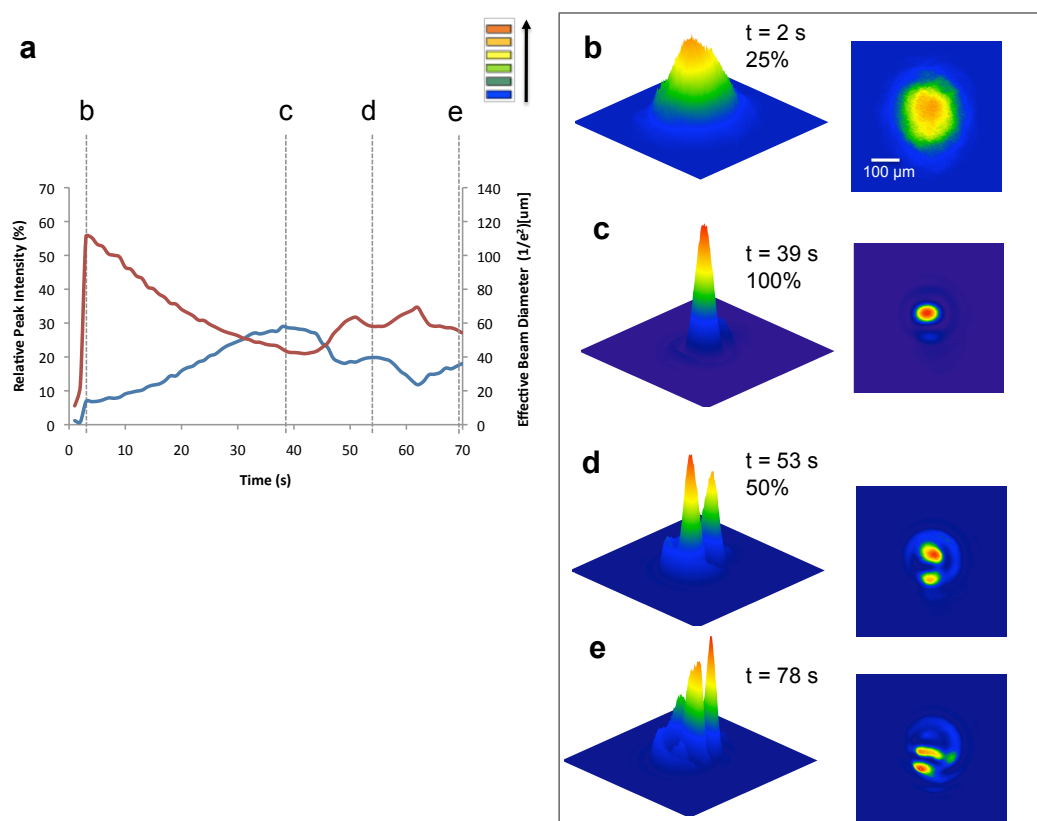 a
b c d e
70
60
50
40
30
20
10
0
Relative Peak Intensity (%)
140
120
100
80
60
40
20
0
Effective Beam Diameter (1/e²)[um]
0 10 20 30 40 50 60 70
Time (s)
b
t = 2 s
25%
100 µm
c
t = 39 s
100%
d
t = 53 s
50%
e
t = 78 s